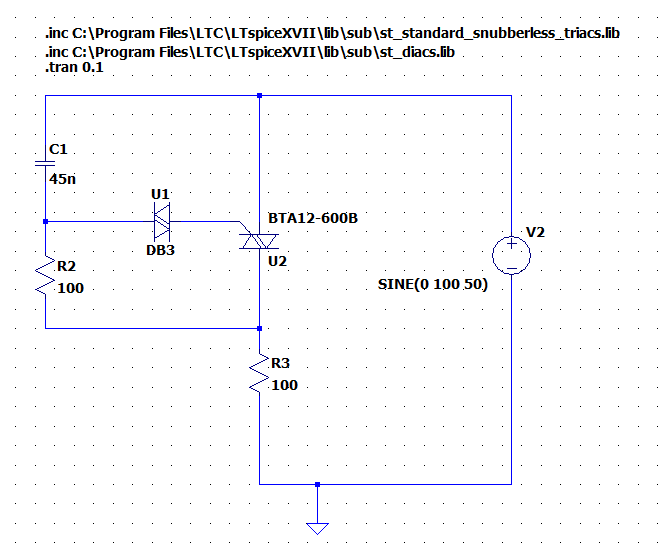 .inc C:\Program Files\LTC\LTspiceXVII\lib\sub\st_standard_snubberless_triacs.lib
.inc C:\Program Files\LTC\LTspiceXVII\lib\sub\st_diacs.lib
.tran 0.1
C1
45n
U1
DB3
BTA12-600B
U2
V2
SINE(0 100 50)
R2
100
R3
100